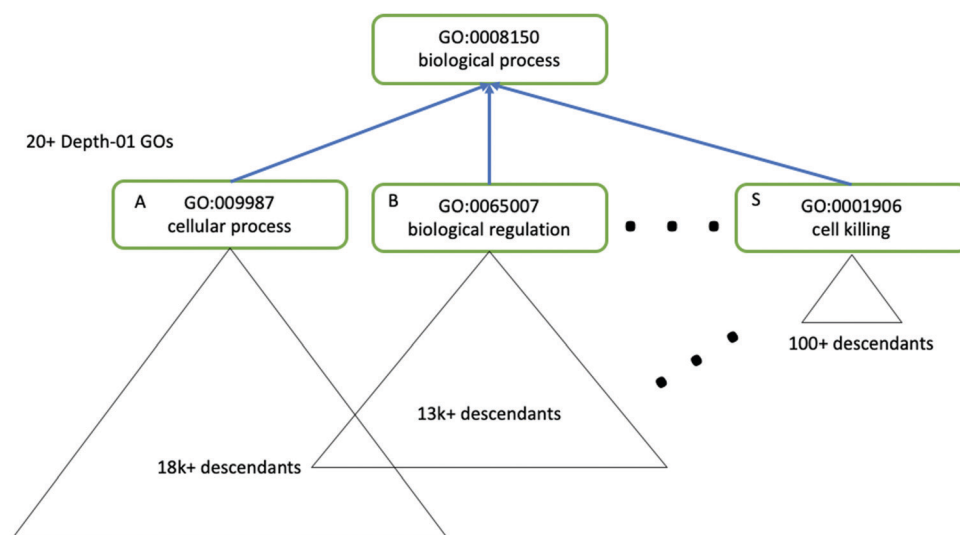 GO:0008150
biological process
20+ Depth-01 GOs
A
GO:009987
cellular process
B
GO:0065007
biological regulation
S
GO:0001906
cell killing
100+ descendants
13k+ descendants
18k+ descendants